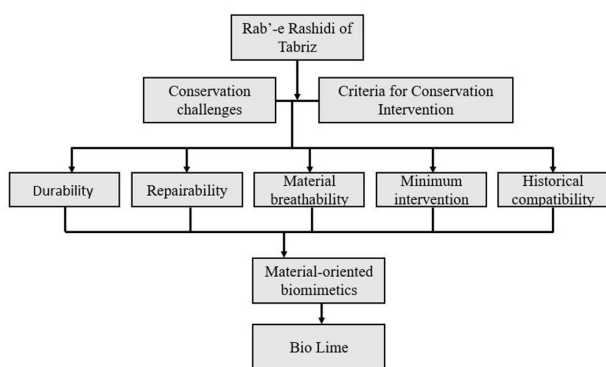 Rab’-e Rashidi of
Tabriz
Conservation
challenges
Criteria for Conservation
Intervention
Durability
Repairability
Material
breathability
Minimum
intervention
Historical
compatibility
Material-oriented
biomimetics
Bio Lime